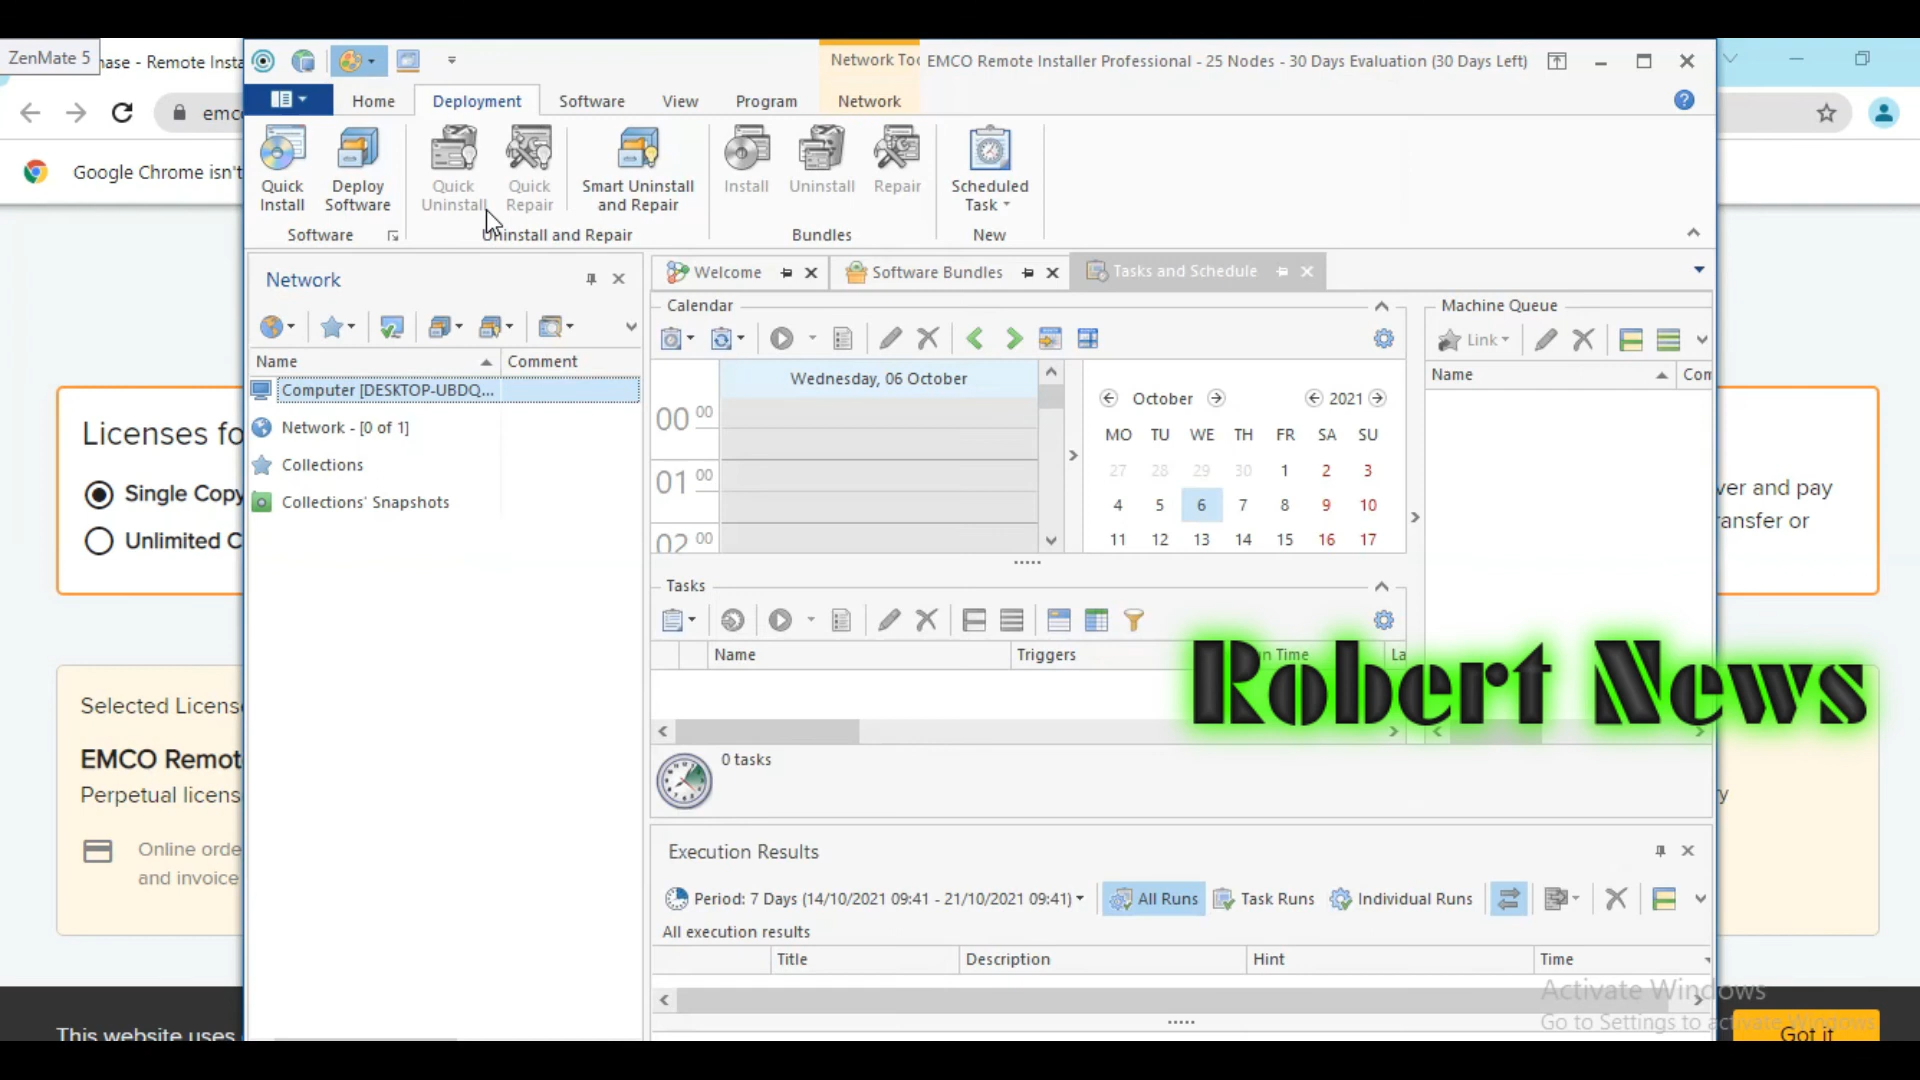 ZenMate 5
hase - Remote Insta
Network Too
EMCO Remote Installer Professional - 25 Nodes - 30 Days Evaluation (30 Days Left)
Home
Deployment
Software
View
Program
Network
emc
Google Chrome isn't
Quick Install
Deploy Software
Quick Uninstall
Quick Repair
Smart Uninstall and Repair
Install
Uninstall
Repair
Scheduled Task
Software
Uninstall and Repair
Bundles
New
Network
Name
Comment
Computer [DESKTOP-UBDQ...
Network - [0 of 1]
Collections
Collections' Snapshots
Welcome
Software Bundles
Tasks and Schedule
Calendar
Wednesday, 06 October
00 00
01 00
02 00
October
2021
MO TU WE TH FR SA SU
27 28 29 30 1 2 3
4 5 6 7 8 9 10
11 12 13 14 15 16 17
Machine Queue
Link
Name
Com
Tasks
Name
Triggers
n Time
La
0 tasks
Robert News
Execution Results
Period: 7 Days (14/10/2021 09:41 - 21/10/2021 09:41)
All Runs
Task Runs
Individual Runs
All execution results
Title
Description
Hint
Time
Licenses fo
Single Copy
Unlimited C
ver and pay
ransfer or
Selected License
EMCO Remot
Perpetual licens
Online orde
and invoice
y
This website uses
Activate Windows
Go to Settings to activate Windows.
Got it